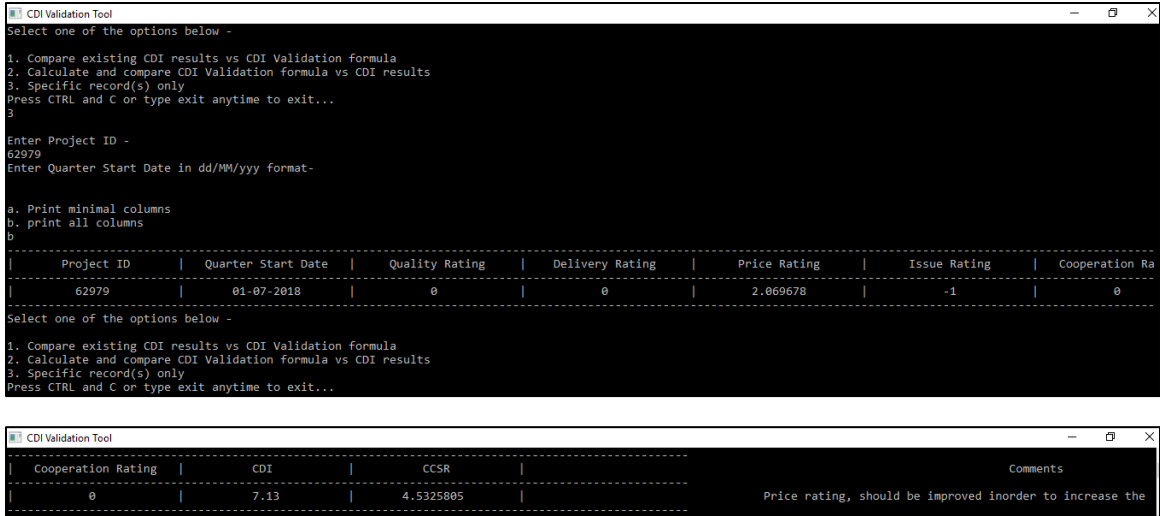 CDI Validation Tool
Select one of the options below -
1. Compare existing CDI results vs CDI Validation formula
2. Calculate and compare CDI Validation formula vs CDI results
3. Specific record(s) only
Press CTRL and C or type exit anytime to exit...
3
Enter Project ID -
62979
Enter Quarter Start Date in dd/MM/yyy format-
a. Print minimal columns
b. print all columns
b
| Project ID | Quarter Start Date | Quality Rating | Delivery Rating | Price Rating | Issue Rating | Cooperation Ra
| 62979 | 01-07-2018 | 0 | 0 | 2.069678 | -1 | 0
Select one of the options below -
1. Compare existing CDI results vs CDI Validation formula
2. Calculate and compare CDI Validation formula vs CDI results
3. Specific record(s) only
Press CTRL and C or type exit anytime to exit...
CDI Validation Tool
| Cooperation Rating | CDI | CCSR | Comments
| 0 | 7.13 | 4.5325805 | Price rating, should be improved inorder to increase the